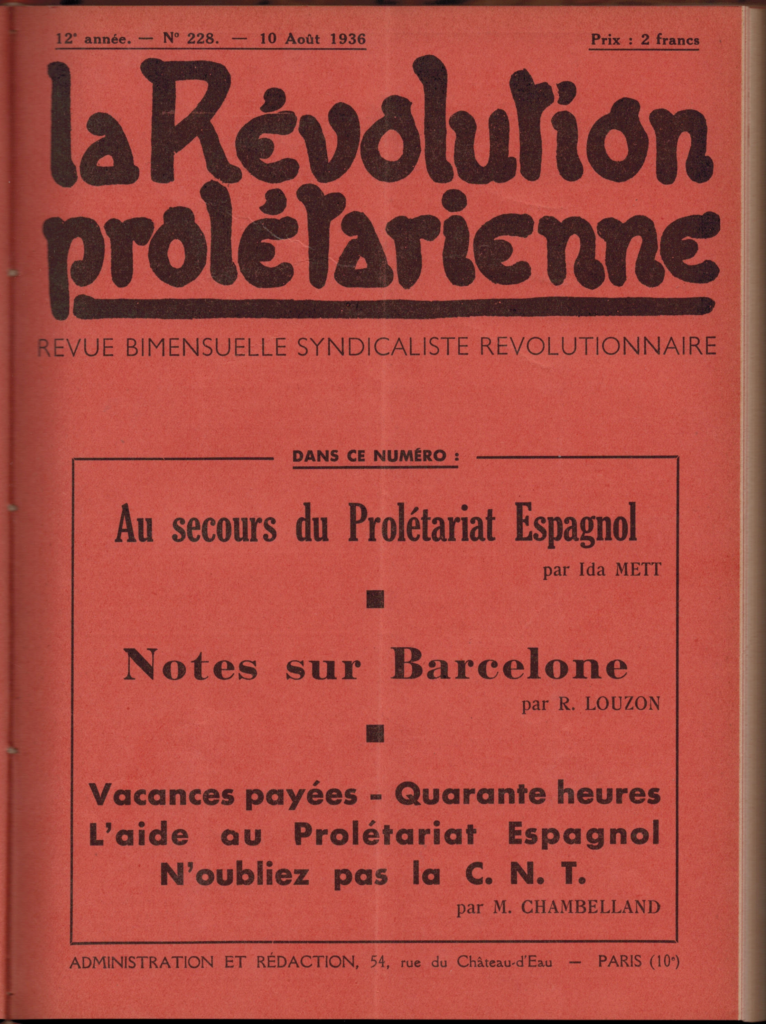 12e année. — N° 228. — 10 Août 1936
Prix : 2 francs
la Révolution
prolétarienne
REVUE BIMENSUELLE SYNDICALISTE REVOLUTIONNAIRE
DANS CE NUMÉRO :
Au secours du Prolétariat Espagnol
par Ida METT
Notes sur Barcelone
par R. LOUZON
Vacances payées - Quarante heures
L'aide au Prolétariat Espagnol
N'oubliez pas la C. N. T.
par M. CHAMBELLAND
ADMINISTRATION ET RÉDACTION, 54, rue du Château-d'Eau — PARIS (10e)